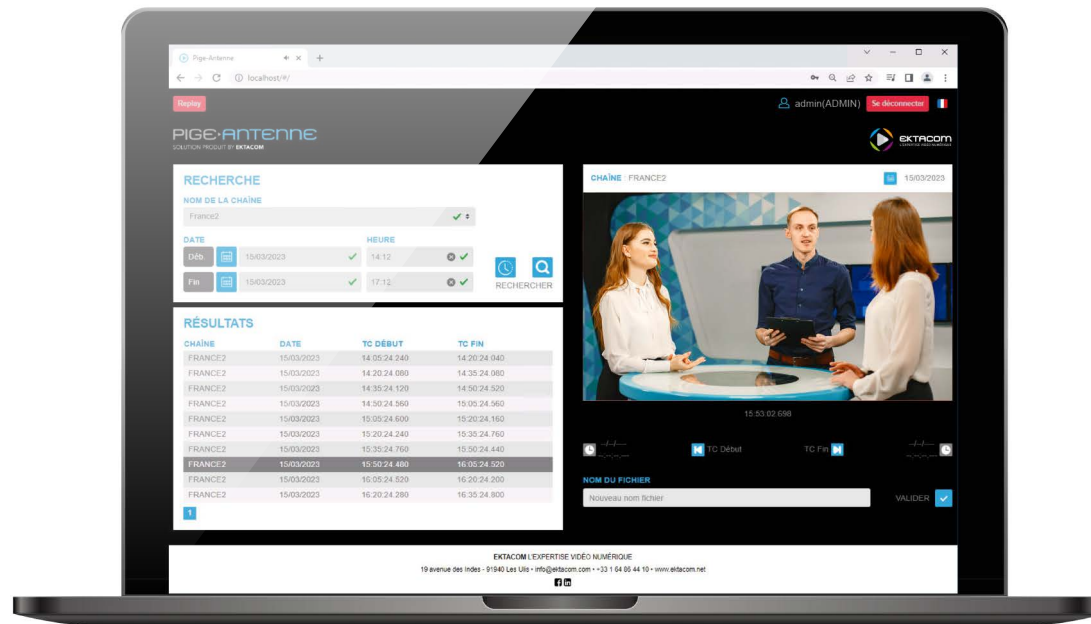 Pige-Antenne
localhost/#/
Replay
admin(ADMIN) Se déconnecter
PIGE-ANTENNE
SOLUTION PRODUIT BY EKTACOM
EKTACOM
L'EXPERTISE VIDÉO NUMÉRIQUE
RECHERCHE
NOM DE LA CHAÎNE
France2
DATE HEURE
Déb. 15/03/2023 14:12
Fin 15/03/2023 17:12
RECHERCHER
RÉSULTATS
CHAÎNE DATE TC DÉBUT TC FIN
FRANCE2 15/03/2023 14:05:24.240 14:20:24.040
FRANCE2 15/03/2023 14:20:24.080 14:35:24.080
FRANCE2 15/03/2023 14:35:24.120 14:50:24.520
FRANCE2 15/03/2023 14:50:24.560 15:05:24.560
FRANCE2 15/03/2023 15:05:24.600 15:20:24.160
FRANCE2 15/03/2023 15:20:24.240 15:35:24.760
FRANCE2 15/03/2023 15:35:24.760 15:50:24.440
FRANCE2 15/03/2023 15:50:24.480 16:05:24.520
FRANCE2 15/03/2023 16:05:24.520 16:20:24.200
FRANCE2 15/03/2023 16:20:24.280 16:35:24.800
1
CHAÎNE : FRANCE2 15/03/2023
15:53:02.698
--/--/---- TC Début TC Fin --/--/----
--:--:--.--- --:--:--.---
NOM DU FICHIER
Nouveau nom fichier VALIDER
EKTACOM L'EXPERTISE VIDÉO NUMÉRIQUE
19 avenue des Indes - 91940 Les Ulis • info@ektacom.com • +33 1 64 86 44 10 • www.ektacom.net